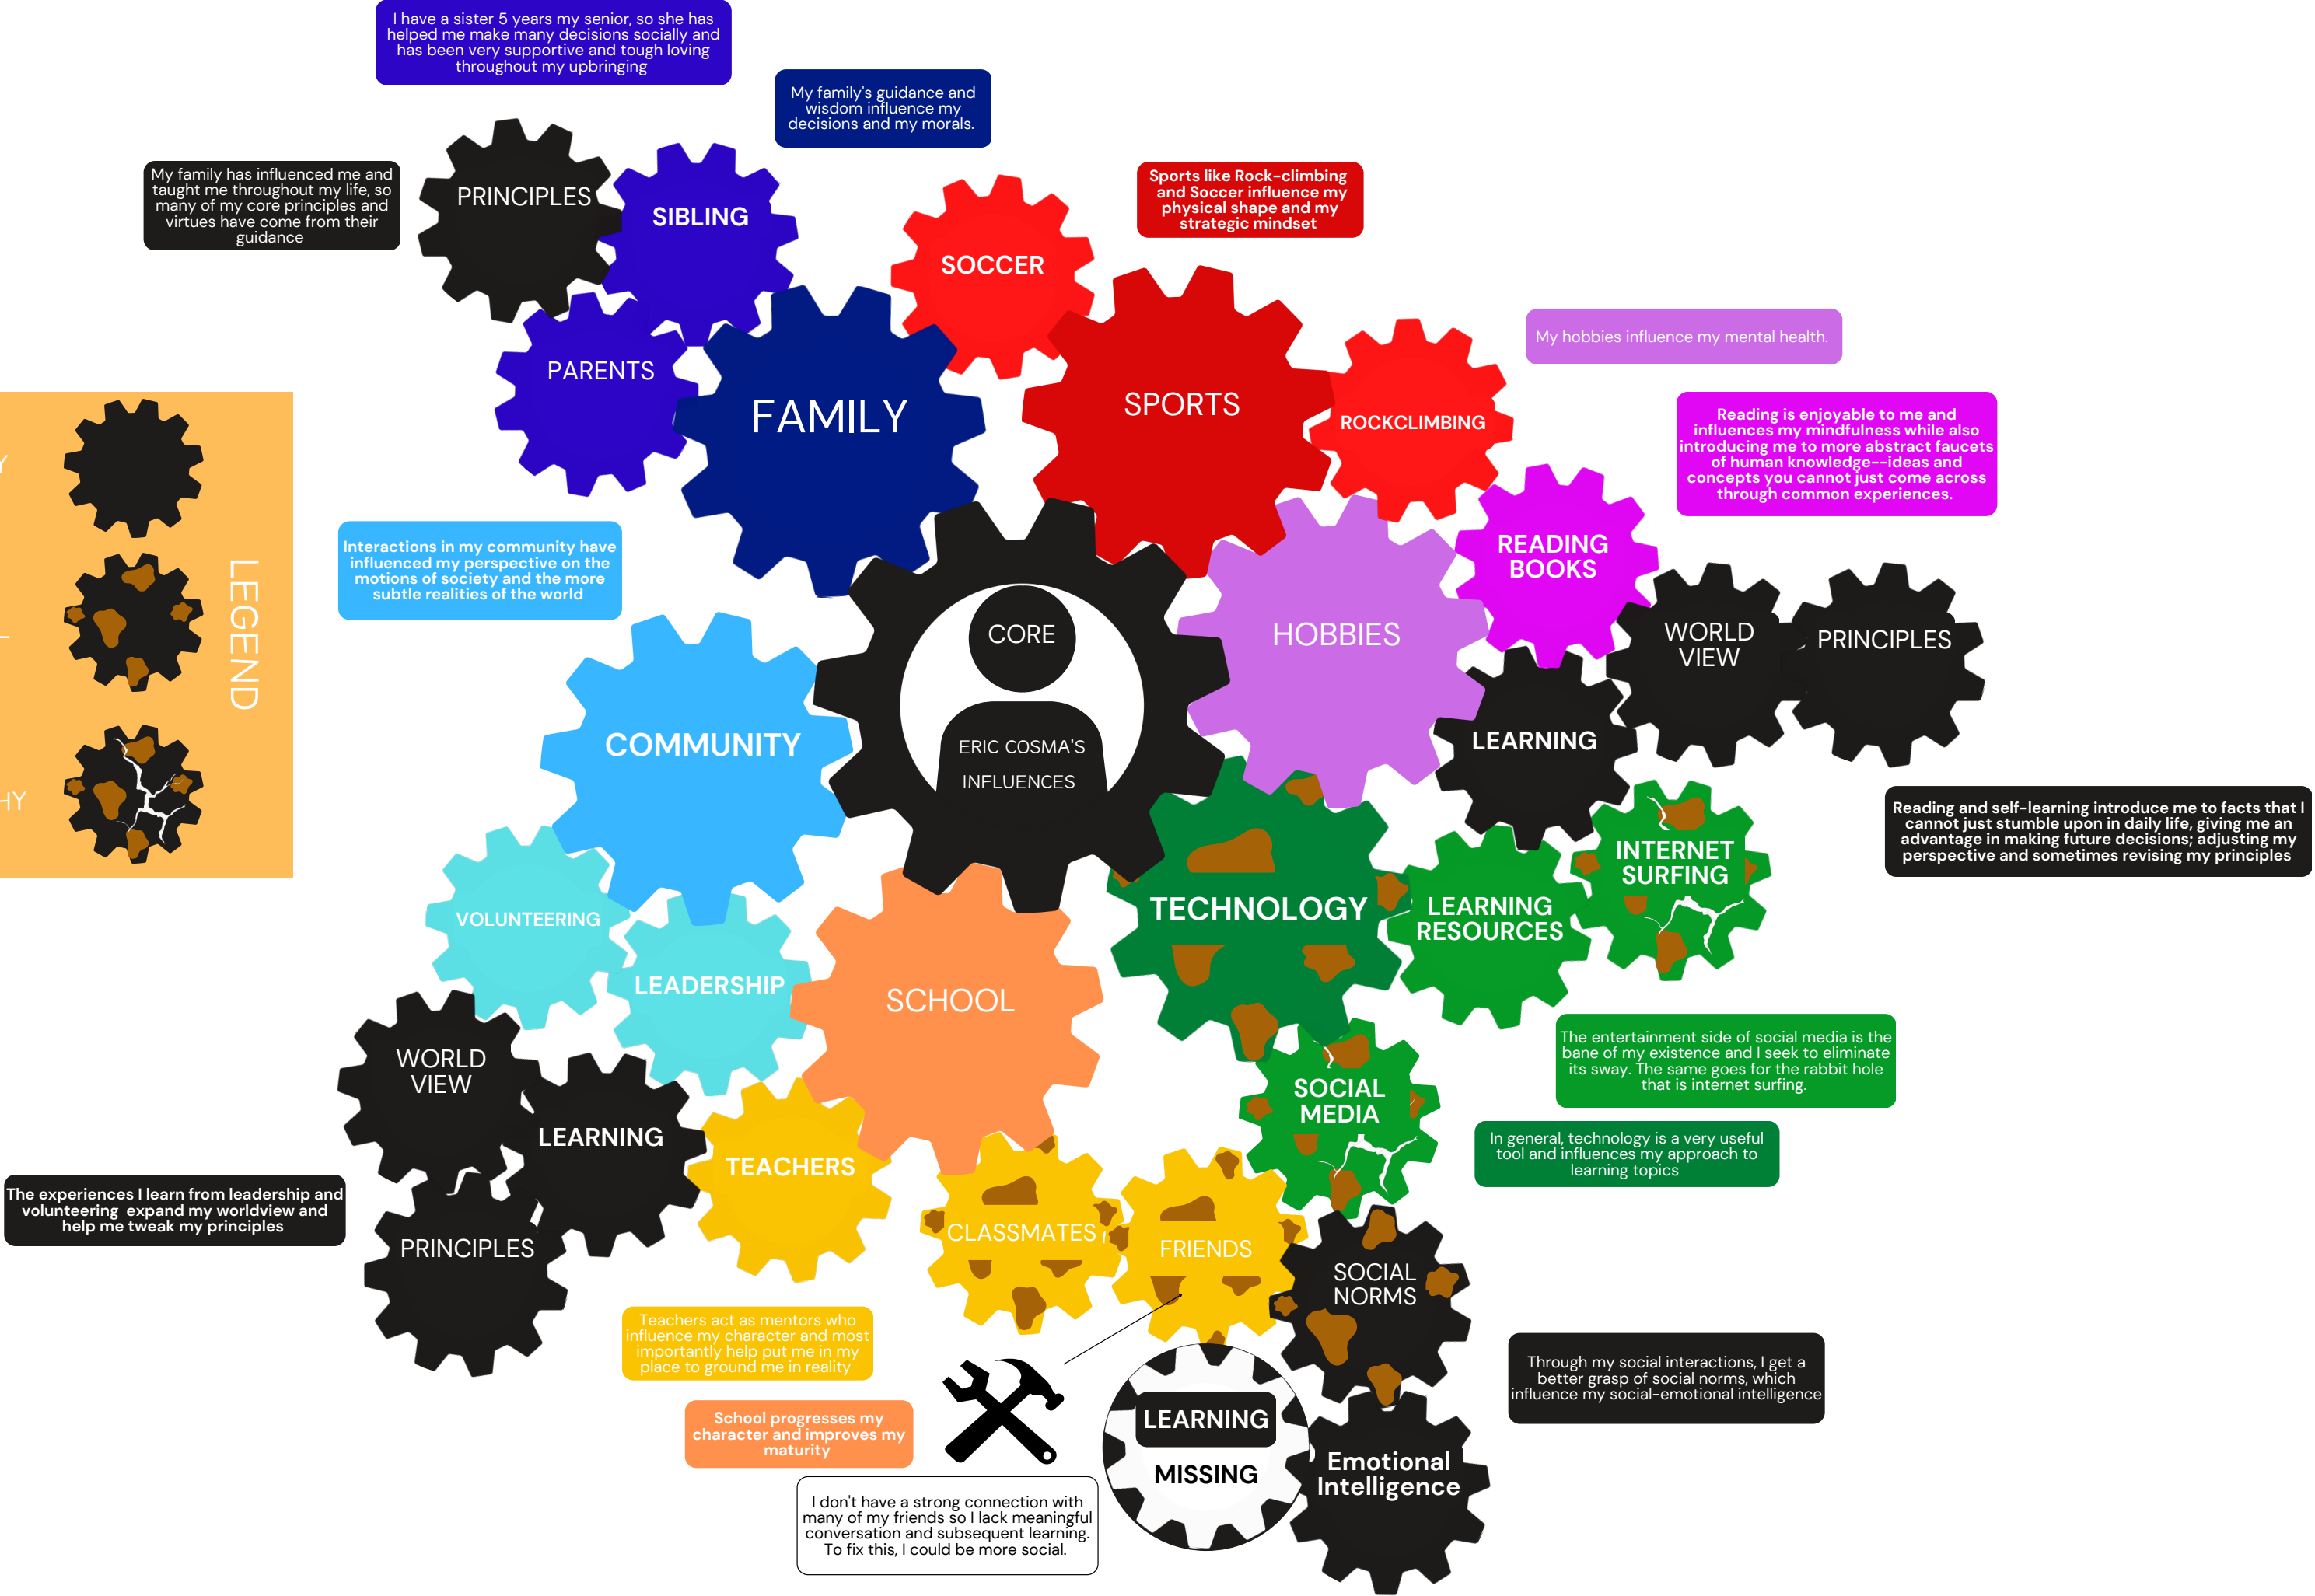 I have a sister 5 years my senior, so she has
helped me make many decisions socially and
has been very supportive and tough loving
throughout my upbringing
My family's guidance and
wisdom influence my
decisions and my morals.
My family has influenced me and
taught me throughout my life, so
many of my core principles and
virtues have come from their
guidance
PRINCIPLES
SIBLING
SOCCER
Sports like Rock-climbing
and Soccer influence my
physical shape and my
strategic mindset
PARENTS
FAMILY
SPORTS
ROCKCLIMBING
My hobbies influence my mental health.
Reading is enjoyable to me and
influences my mindfulness while also
introducing me to more abstract faucets
of human knowledge--ideas and
concepts you cannot just come across
through common experiences.
Y
HY
LEGEND
Interactions in my community have
influenced my perspective on the
motions of society and the more
subtle realities of the world
READING
BOOKS
CORE
HOBBIES
WORLD
VIEW
PRINCIPLES
COMMUNITY
ERIC COSMA'S
INFLUENCES
LEARNING
Reading and self-learning introduce me to facts that I
cannot just stumble upon in daily life, giving me an
advantage in making future decisions; adjusting my
perspective and sometimes revising my principles
INTERNET
SURFING
VOLUNTEERING
TECHNOLOGY
LEARNING
RESOURCES
LEADERSHIP
SCHOOL
The entertainment side of social media is the
bane of my existence and I seek to eliminate
its sway. The same goes for the rabbit hole
that is internet surfing.
WORLD
VIEW
SOCIAL
MEDIA
LEARNING
TEACHERS
In general, technology is a very useful
tool and influences my approach to
learning topics
The experiences I learn from leadership and
volunteering expand my worldview and
help me tweak my principles
PRINCIPLES
CLASSMATES
FRIENDS
SOCIAL
NORMS
Teachers act as mentors who
influence my character and most
importantly help put me in my
place to ground me in reality
Through my social interactions, I get a
better grasp of social norms, which
influence my social-emotional intelligence
School progresses my
character and improves my
maturity
LEARNING
MISSING
Emotional
Intelligence
I don't have a strong connection with
many of my friends so I lack meaningful
conversation and subsequent learning.
To fix this, I could be more social.